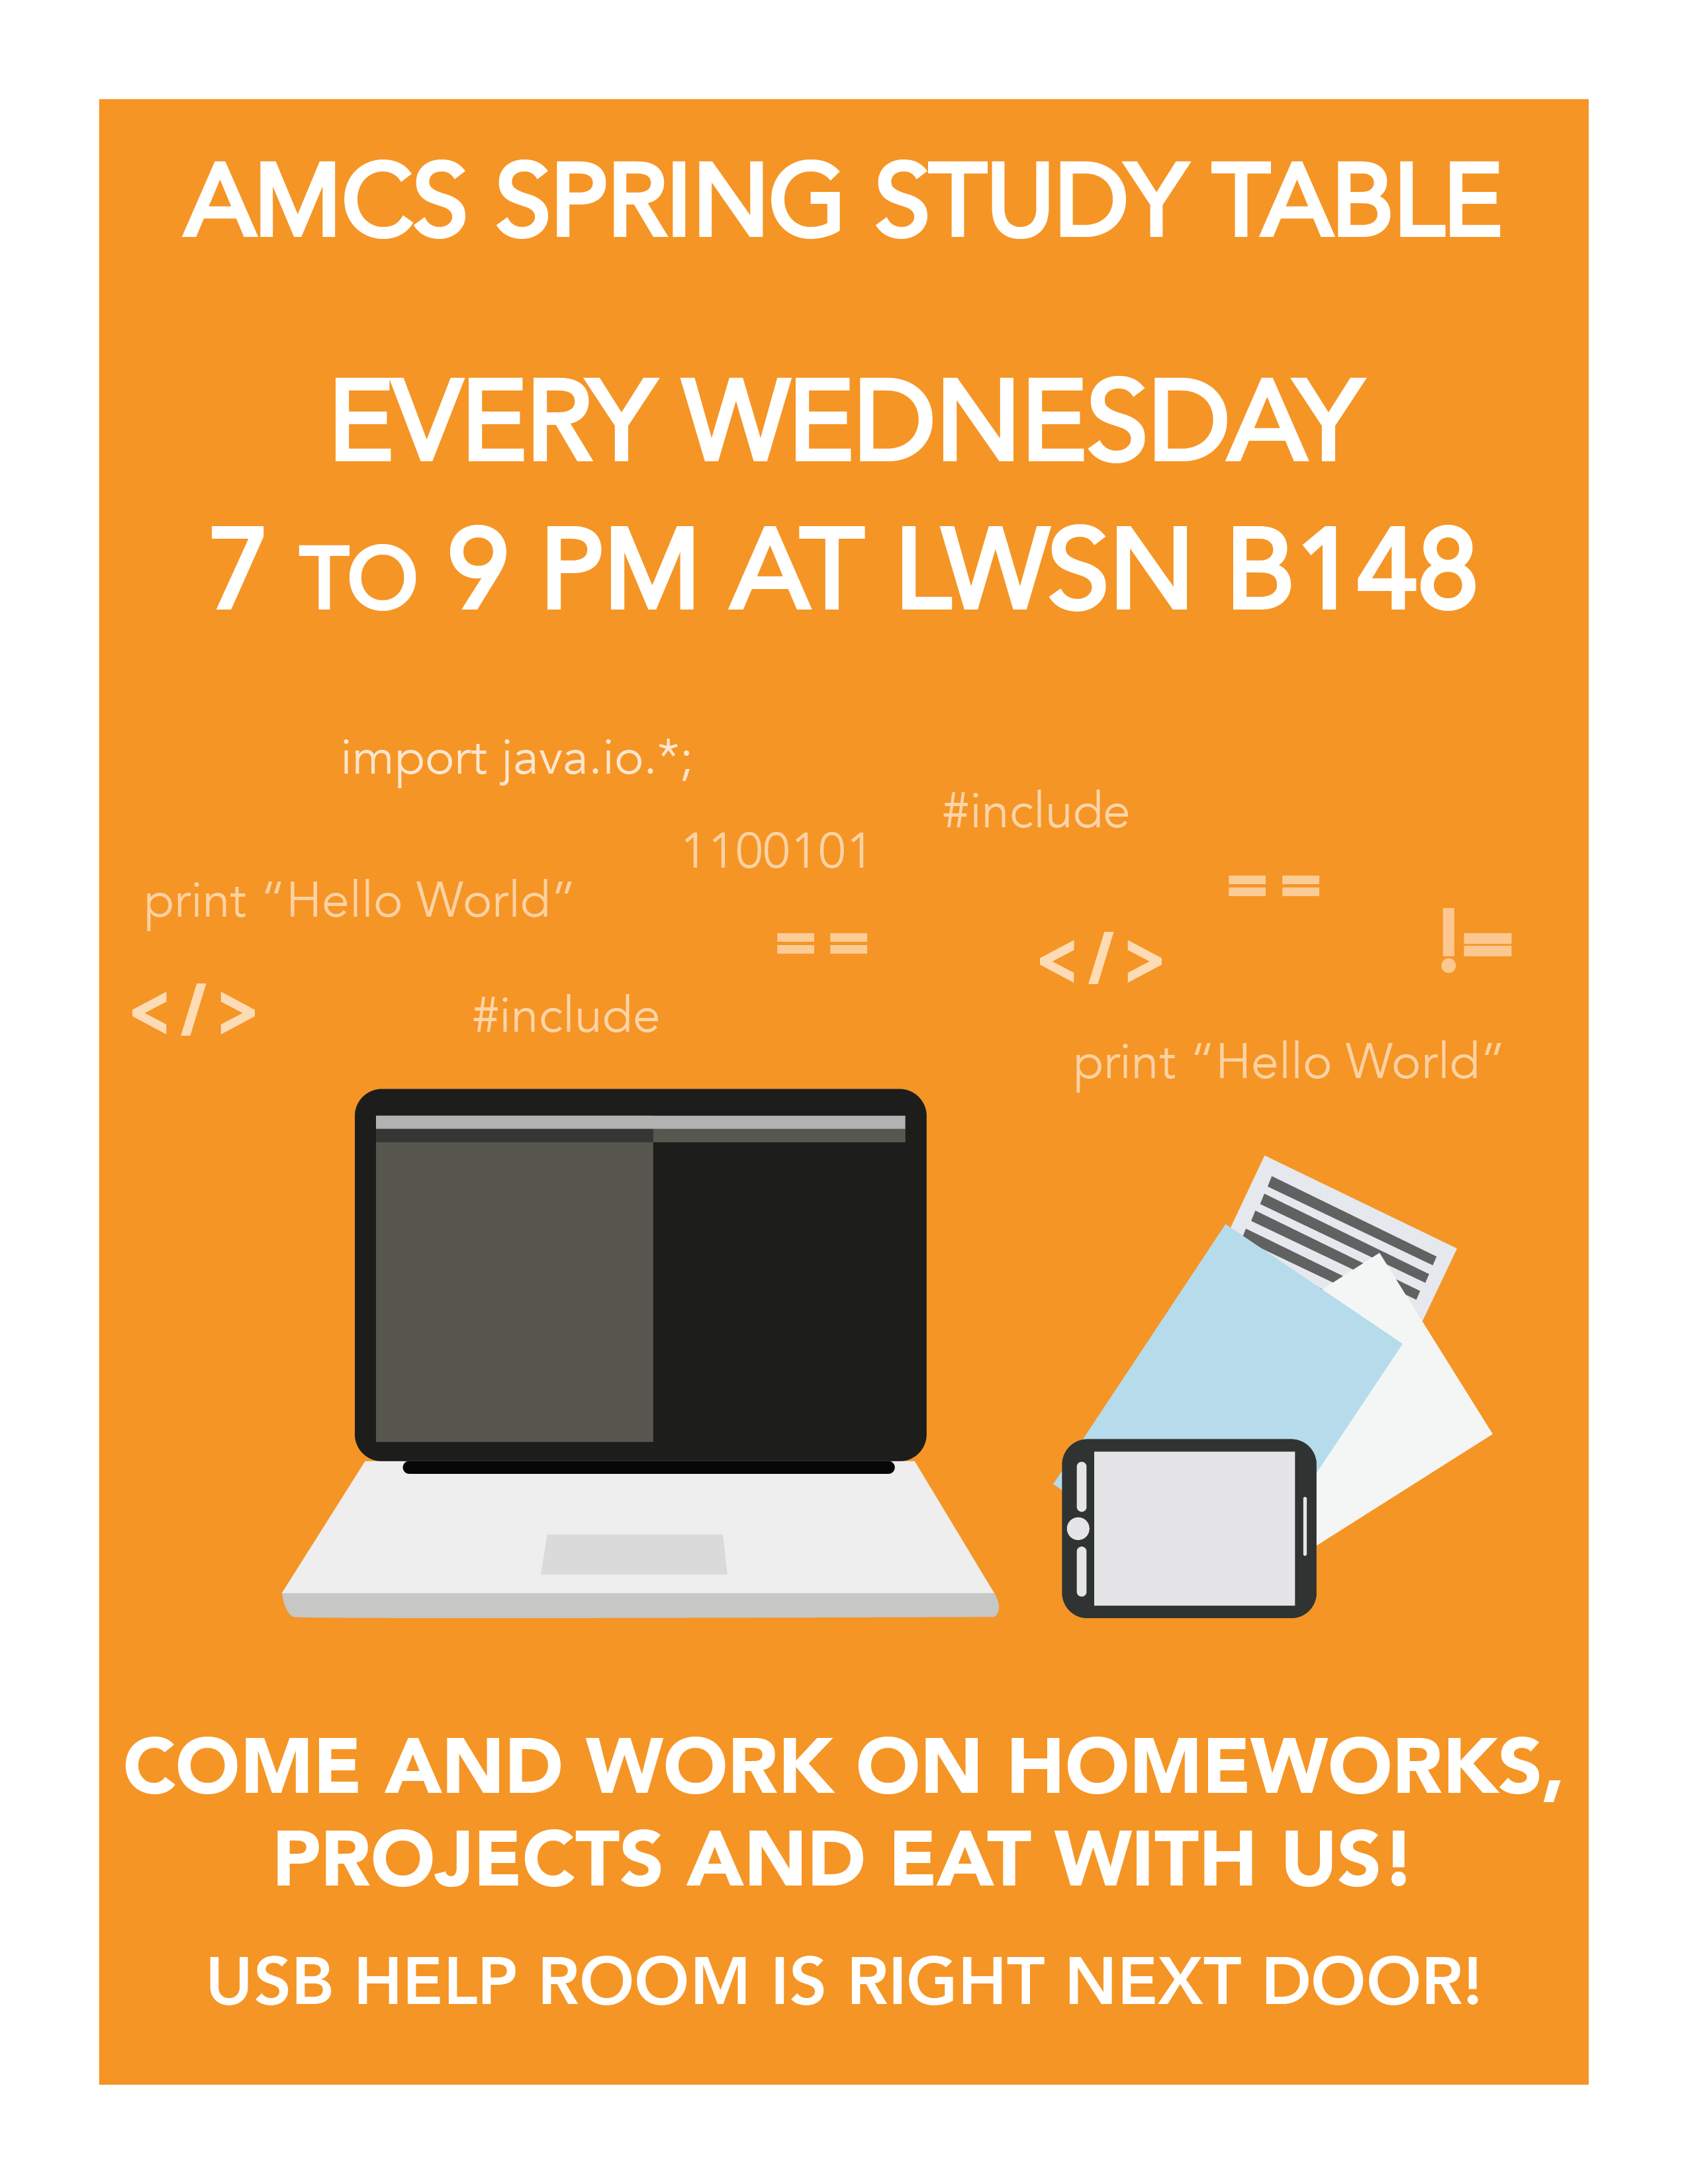 AMCS SPRING STUDY TABLE
EVERY WEDNESDAY
7 TO 9 PM AT LWSN B148
import java.io.*;
#include
1100101
print “Hello World”
==
==
!=
</>
</>
#include
print “Hello World”
COME AND WORK ON HOMEWORKS,
PROJECTS AND EAT WITH US!
USB HELP ROOM IS RIGHT NEXT DOOR!